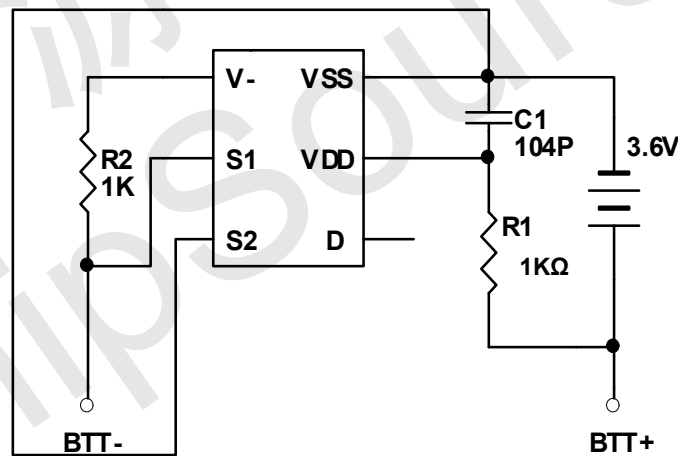 V- VSS
C1
104P
3.6V
R2
1K
S1 VDD
R1
1KΩ
S2 D
BTT- BTT+